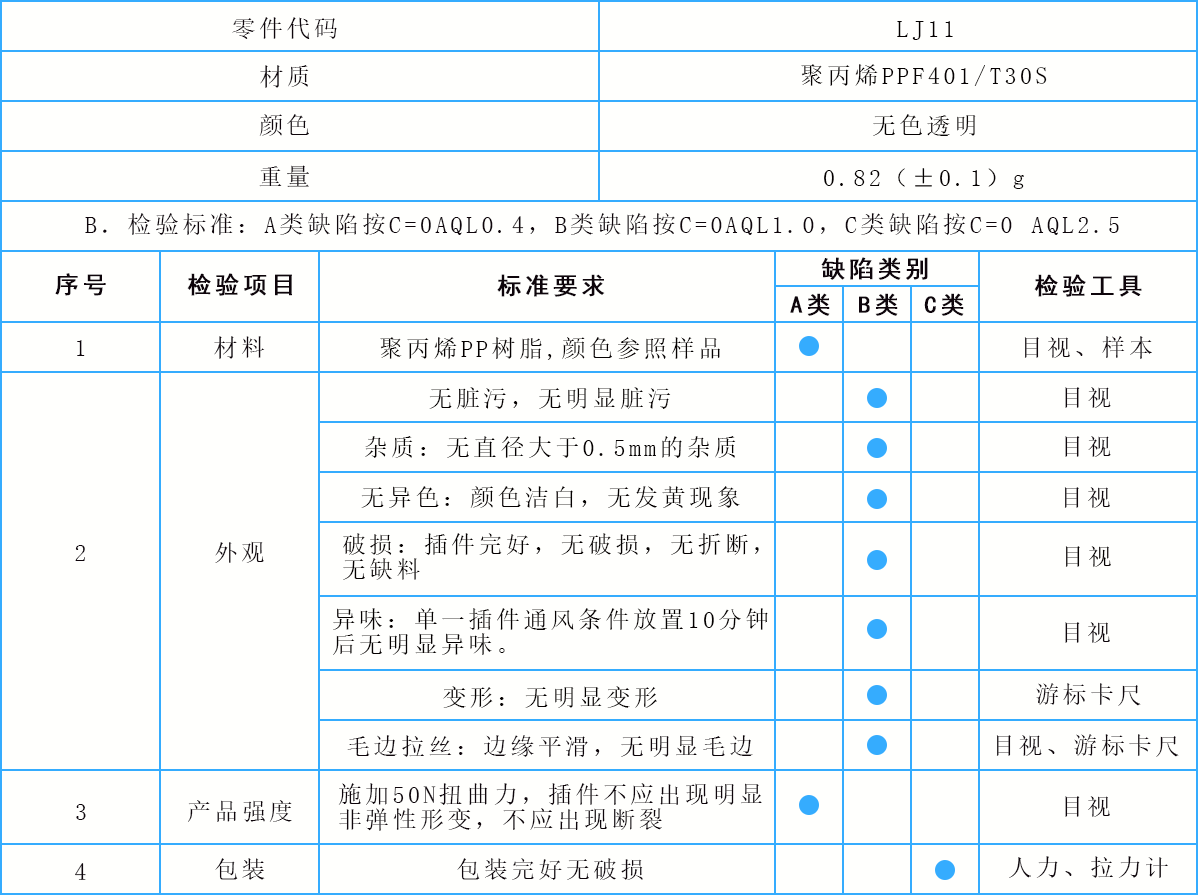 零件代码 LJ11
材质 聚丙烯PPF401/T30S
颜色 无色透明
重量 0.82（±0.1）g
B. 检验标准：A类缺陷按C=0AQL0.4，B类缺陷按C=0AQL1.0，C类缺陷按C=0 AQL2.5
序号 检验项目 标准要求 缺陷类别 检验工具
A类 B类 C类
1 材料 聚丙烯PP树脂,颜色参照样品 目视、样本
2 外观 无脏污，无明显脏污 目视
杂质：无直径大于0.5mm的杂质 目视
无异色：颜色洁白，无发黄现象 目视
破损：插件完好，无破损，无折断，
无缺料 目视
异味：单一插件通风条件放置10分钟
后无明显异味。 目视
变形：无明显变形 游标卡尺
毛边拉丝：边缘平滑，无明显毛边 目视、游标卡尺
3 产品强度 施加50N扭曲力，插件不应出现明显
非弹性形变，不应出现断裂 目视
4 包装 包装完好无破损 人力、拉力计